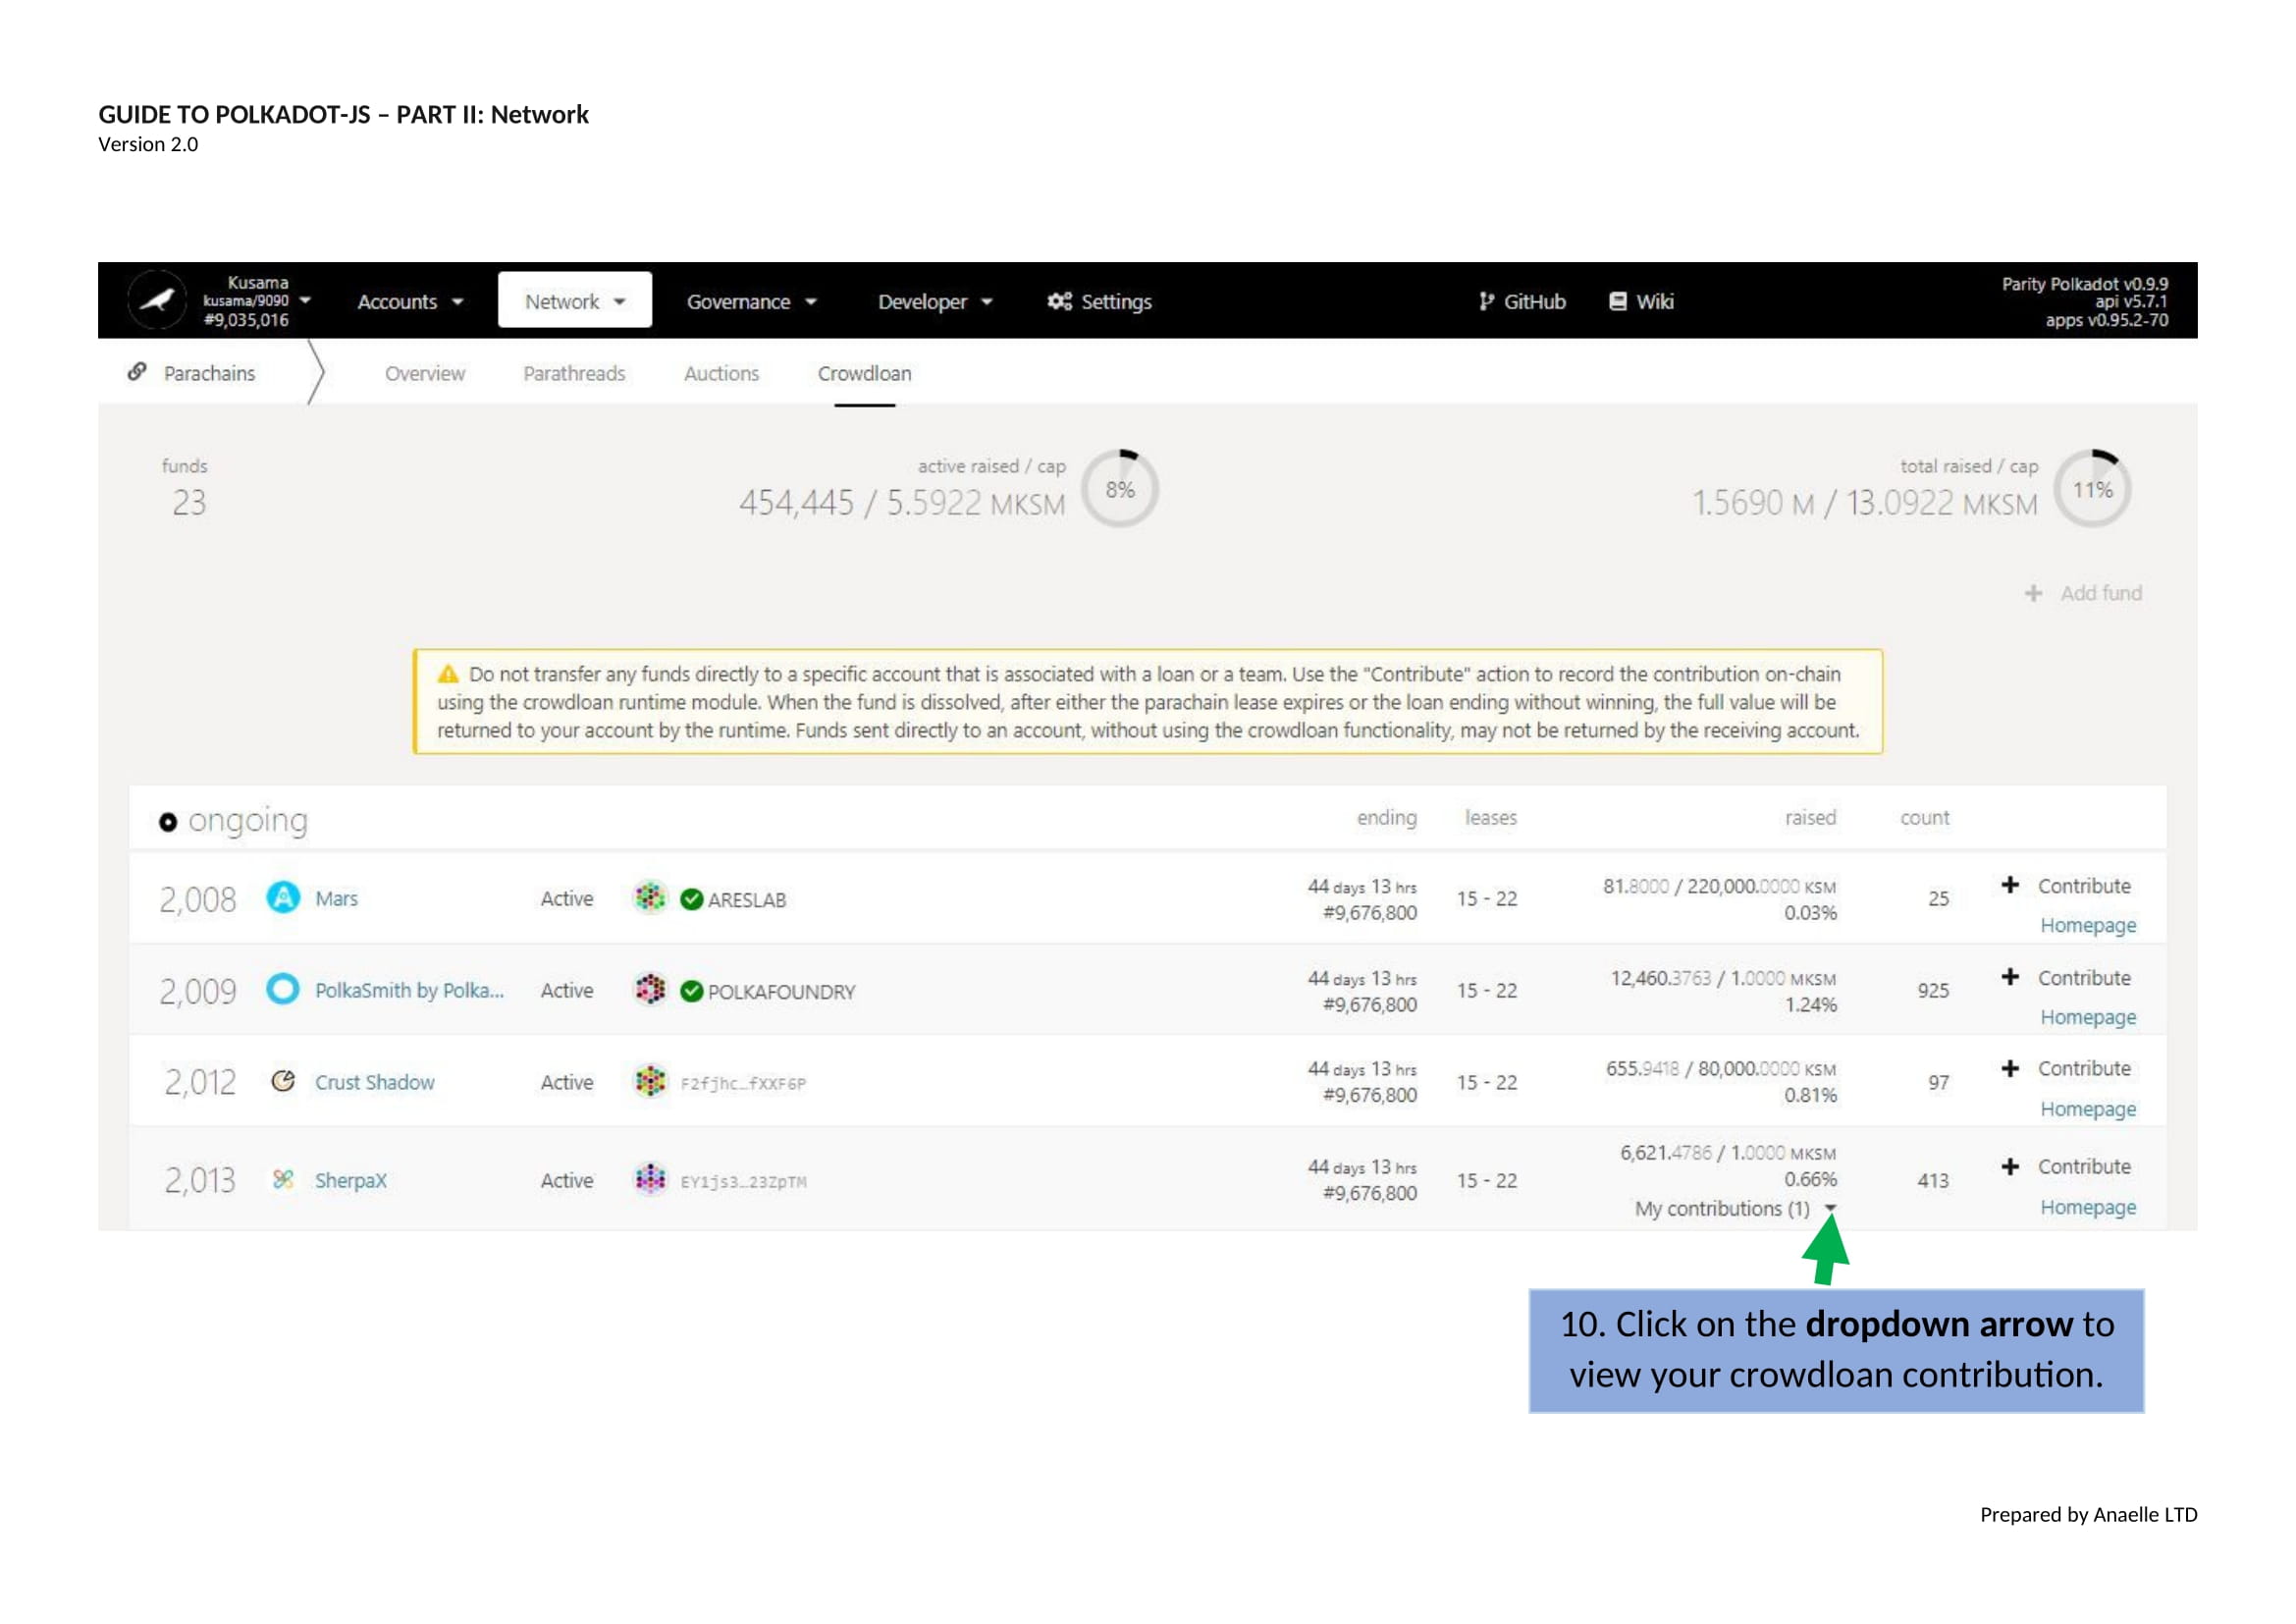 GUIDE TO POLKADOT-JS – PART II: Network
Version 2.0
Kusama
kusama/9090
#9,035,016
Accounts
Network
Governance
Developer
Settings
GitHub
Wiki
Parity Polkadot v0.9.9
api v5.7.1
apps v0.95.2-70
Parachains
Overview
Parathreads
Auctions
Crowdloan
funds
23
active raised / cap
454,445 / 5.5922 MKSM
8%
total raised / cap
1.5690 M / 13.0922 MKSM
11%
+ Add fund
Do not transfer any funds directly to a specific account that is associated with a loan or a team. Use the "Contribute" action to record the contribution on-chain
using the crowdloan runtime module. When the fund is dissolved, after either the parachain lease expires or the loan ending without winning, the full value will be
returned to your account by the runtime. Funds sent directly to an account, without using the crowdloan functionality, may not be returned by the receiving account.
ongoing ending leases raised count
2,008 Mars Active ARESLAB
44 days 13 hrs
#9,676,800
15 - 22
81.8000 / 220,000.0000 KSM
0.03%
25
+ Contribute
Homepage
2,009 PolkaSmith by Polka... Active POLKAFOUNDRY
44 days 13 hrs
#9,676,800
15 - 22
12,460.3763 / 1.0000 MKSM
1.24%
925
+ Contribute
Homepage
2,012 Crust Shadow Active F2fjhc…fXXF6P
44 days 13 hrs
#9,676,800
15 - 22
655.9418 / 80,000.0000 KSM
0.81%
97
+ Contribute
Homepage
2,013 SherpaX Active EY1js3…23ZpTM
44 days 13 hrs
#9,676,800
15 - 22
6,621.4786 / 1.0000 MKSM
0.66%
My contributions (1)
413
+ Contribute
Homepage
10. Click on the dropdown arrow to
view your crowdloan contribution.
Prepared by Anaelle LTD